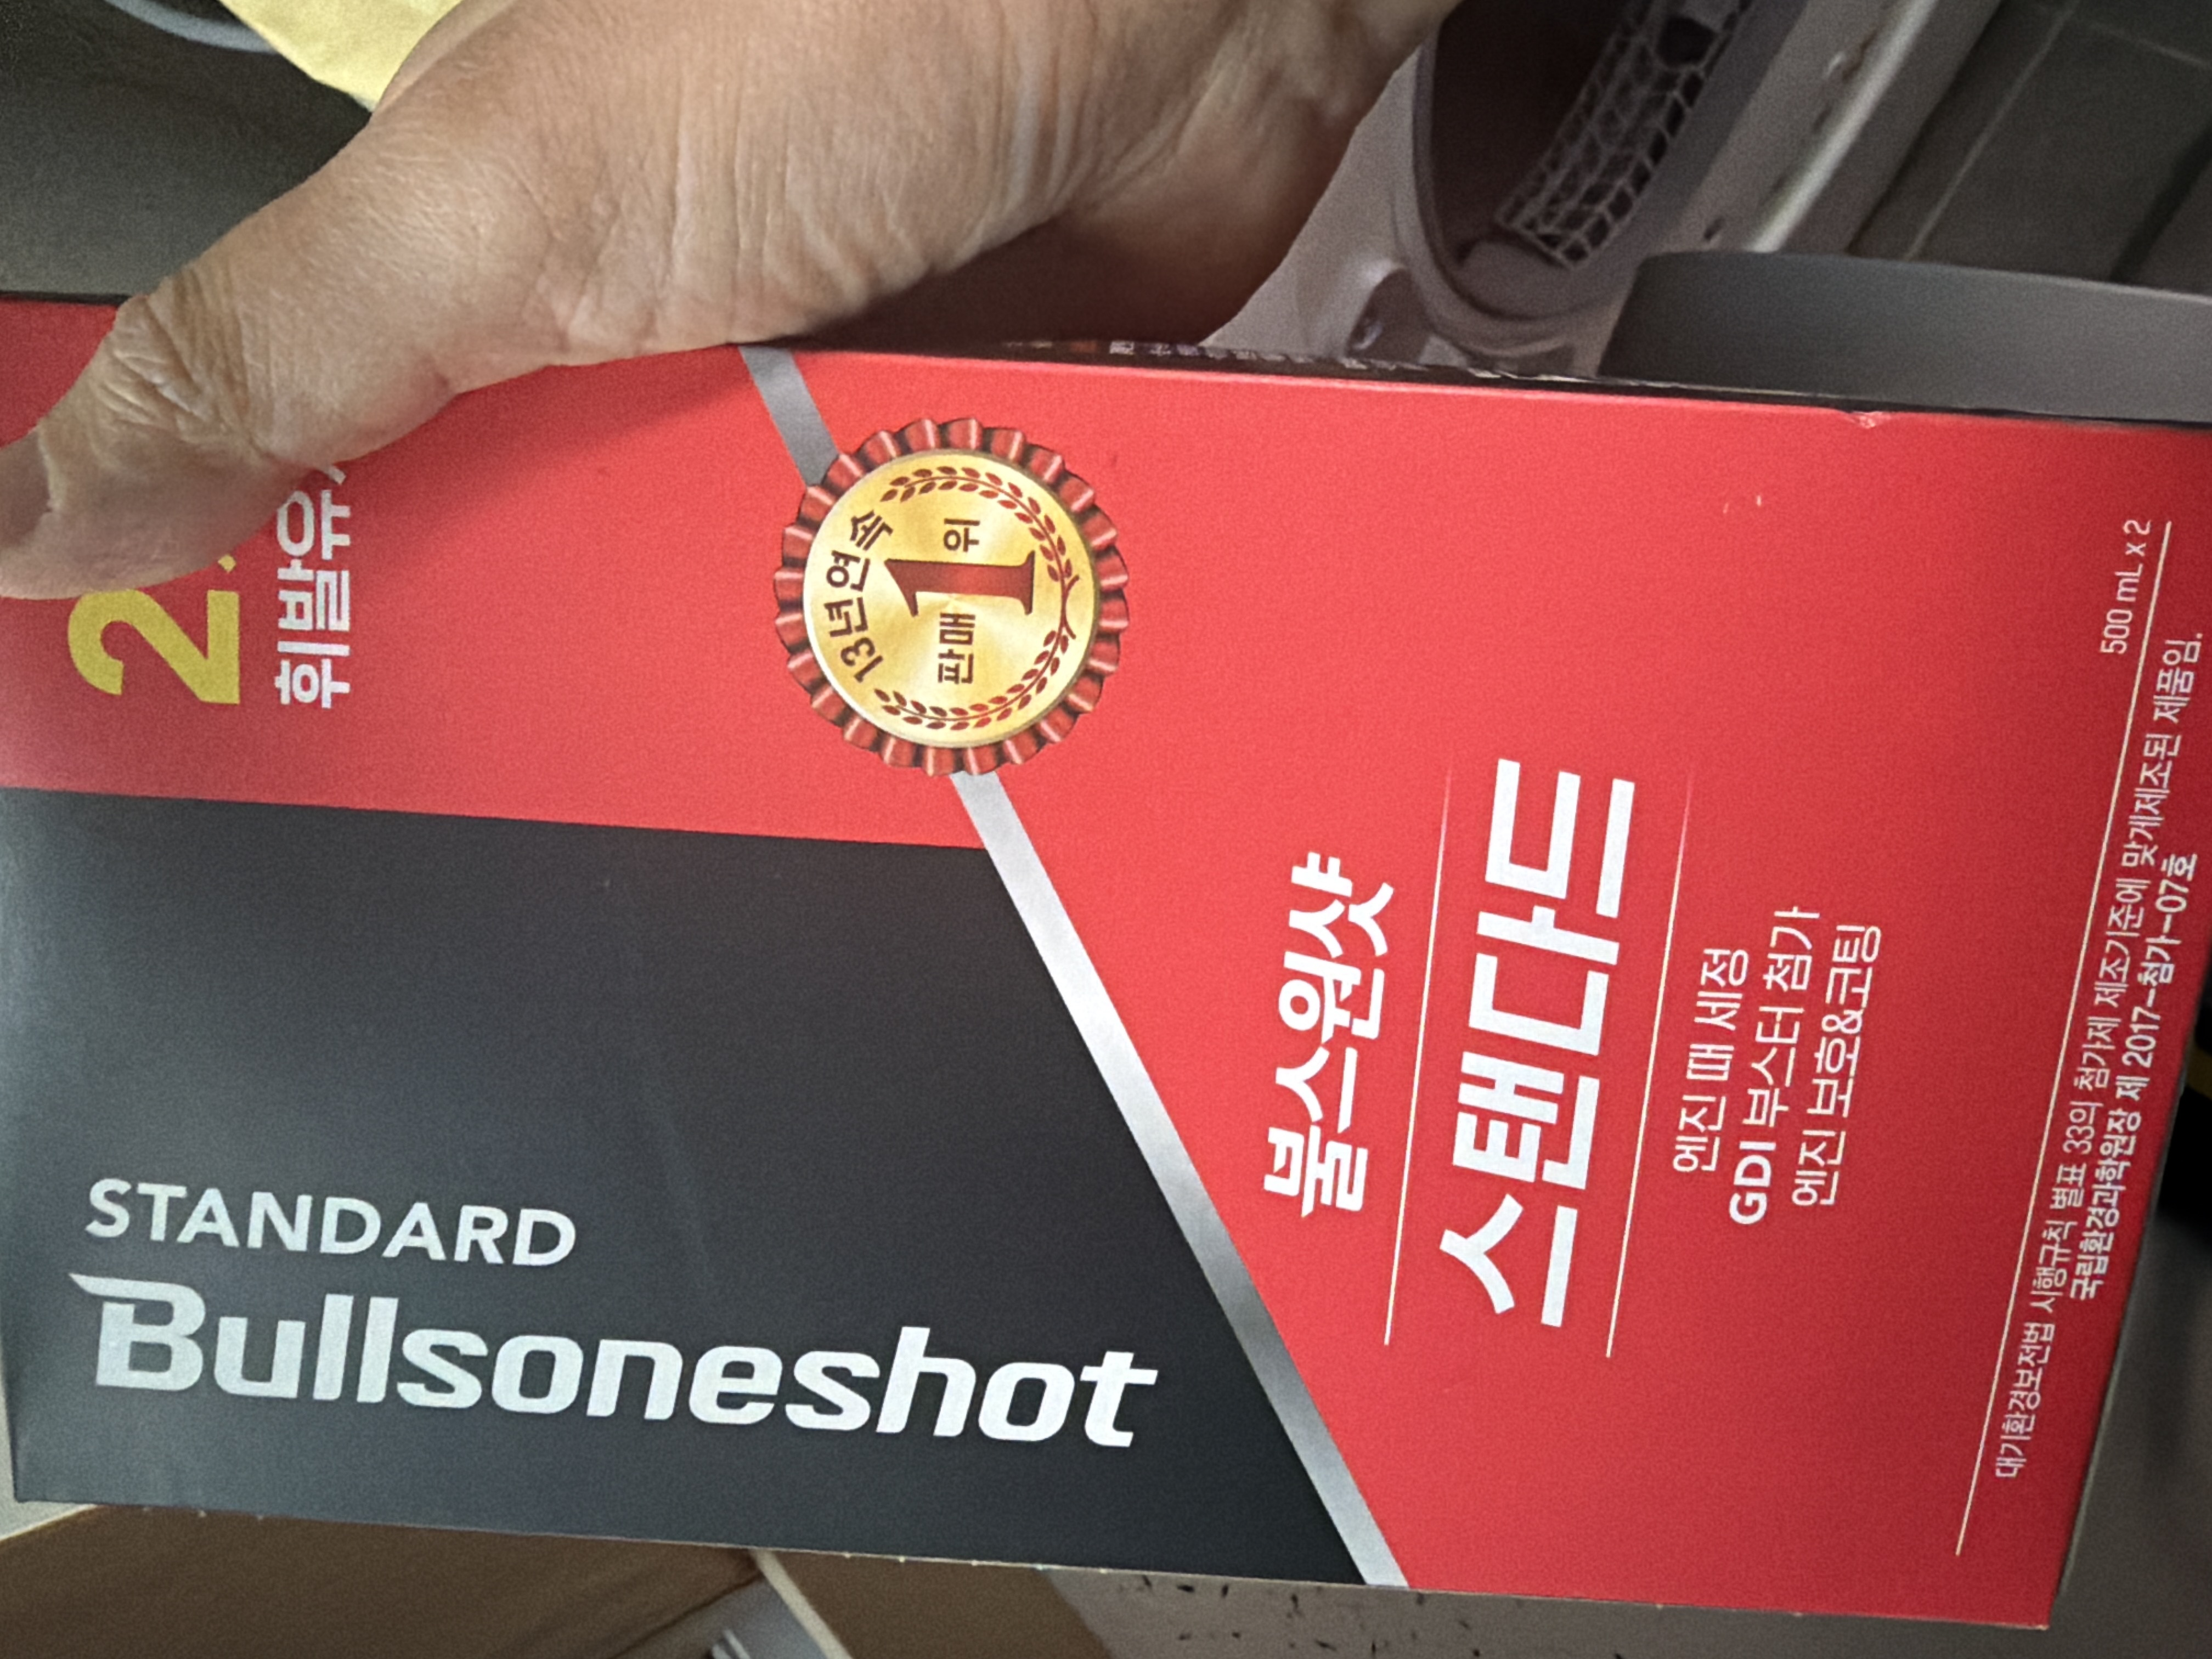 STANDARD
Bullsoneshot
2.
휘발유
13년연속
판매 1 위
불스원샷
스탠다드
엔진 때 세정
GDI 부스터 첨가
엔진 보호&코팅
500 mL x 2
대기환경보전법 시행규칙 별표 33의 첨가제 제조기준에 맞게제조된 제품임.
국립환경과학원장 제 2017-첨가-07호